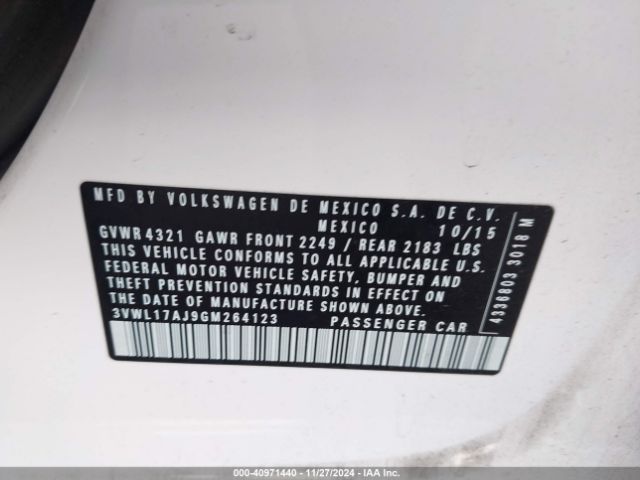 MFD BY VOLKSWAGEN DE MEXICO S.A. DE C.V.
MEXICO 10/15
GVWR 4321 GAWR FRONT 2249 / REAR 2183 LBS
THIS VEHICLE CONFORMS TO ALL APPLICABLE U.S.
FEDERAL MOTOR VEHICLE SAFETY, BUMPER AND
THEFT PREVENTION STANDARDS IN EFFECT ON
THE DATE OF MANUFACTURE SHOWN ABOVE.
3VWL17AJ9GM264123 PASSENGER CAR
4336803 3018 M
000-40971440 | 11/27/2024 | IAAI.COM